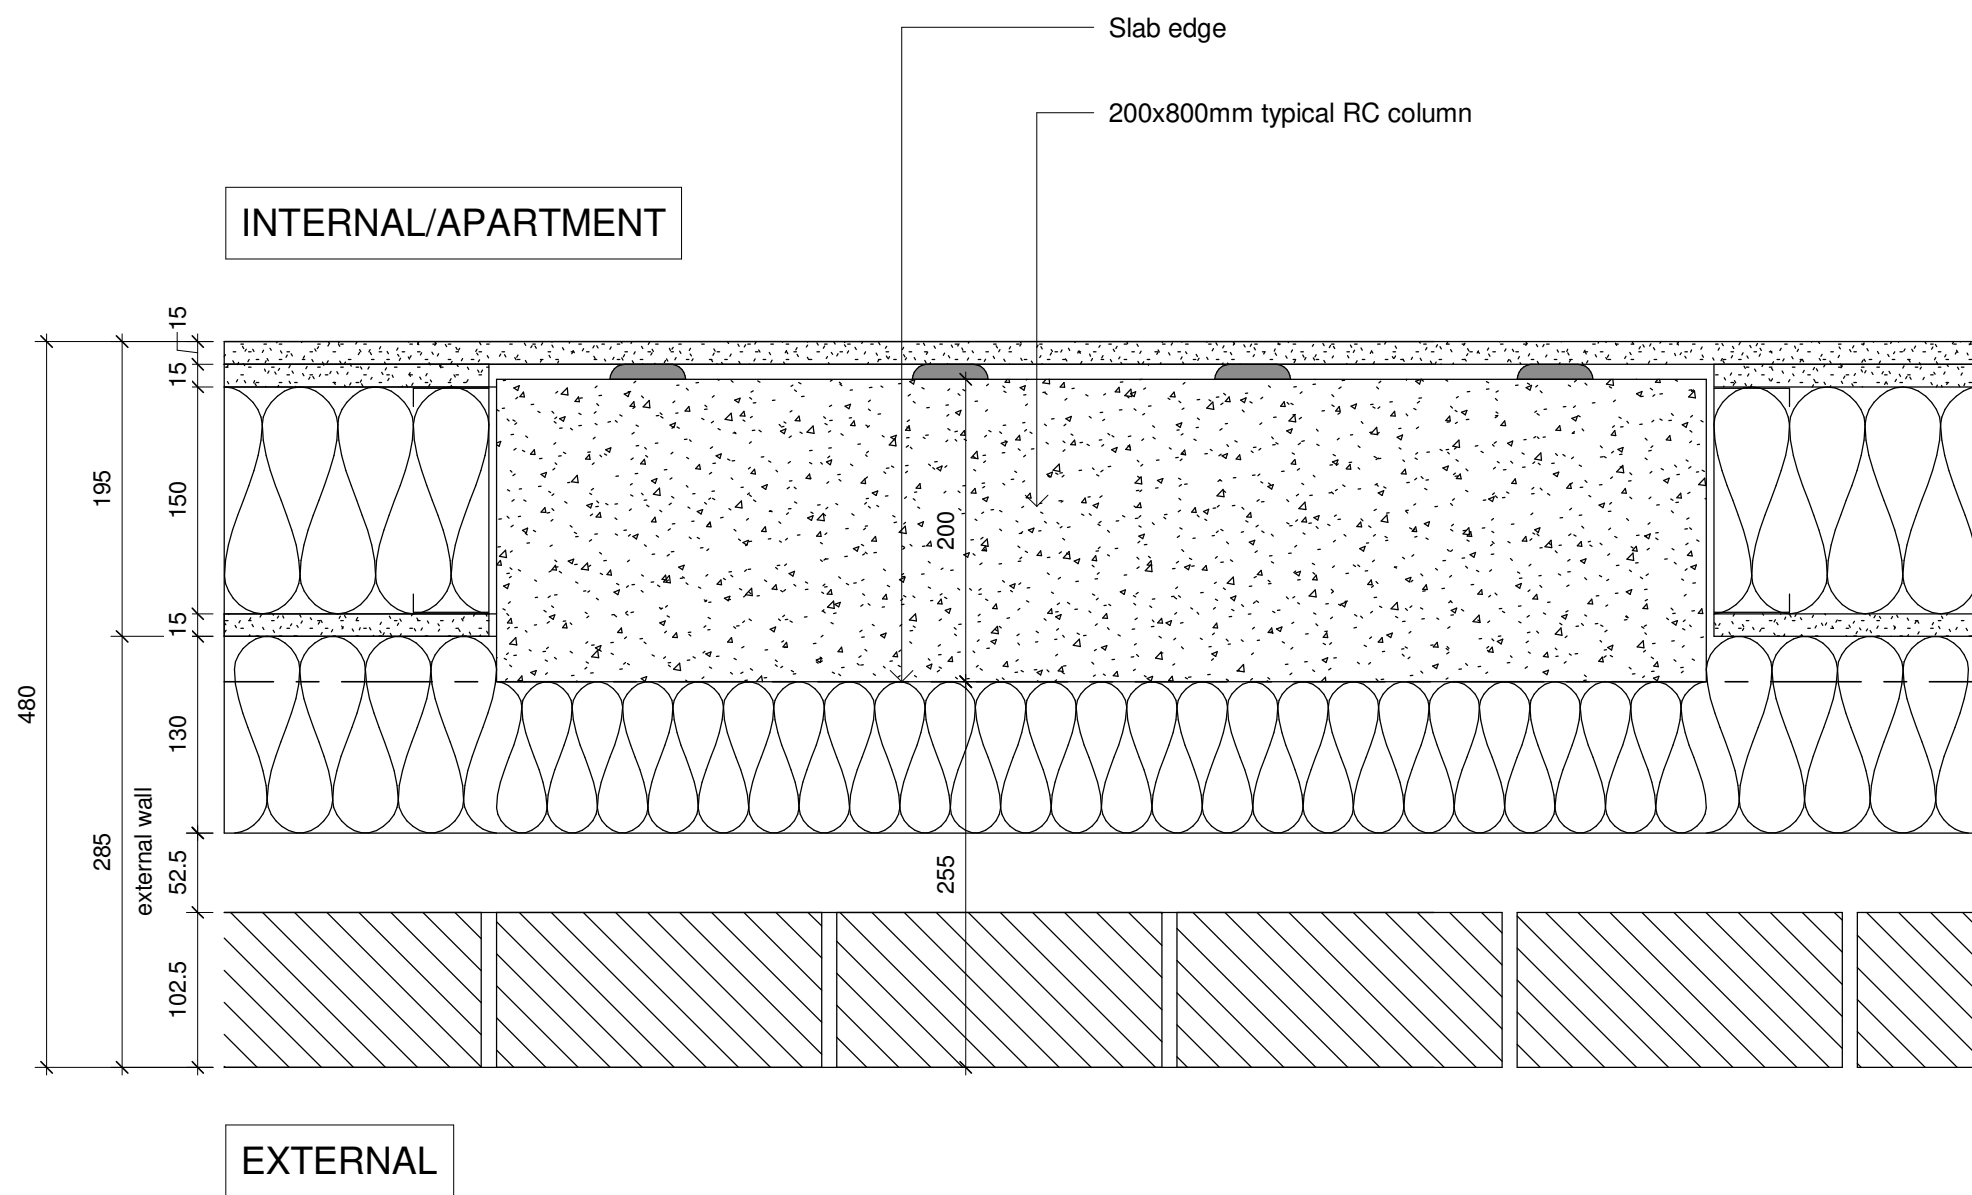 Slab edge
200x800mm typical RC column
INTERNAL/APARTMENT
15
15
195
150
200
15
480
130
285
external wall
52.5
255
102.5
EXTERNAL